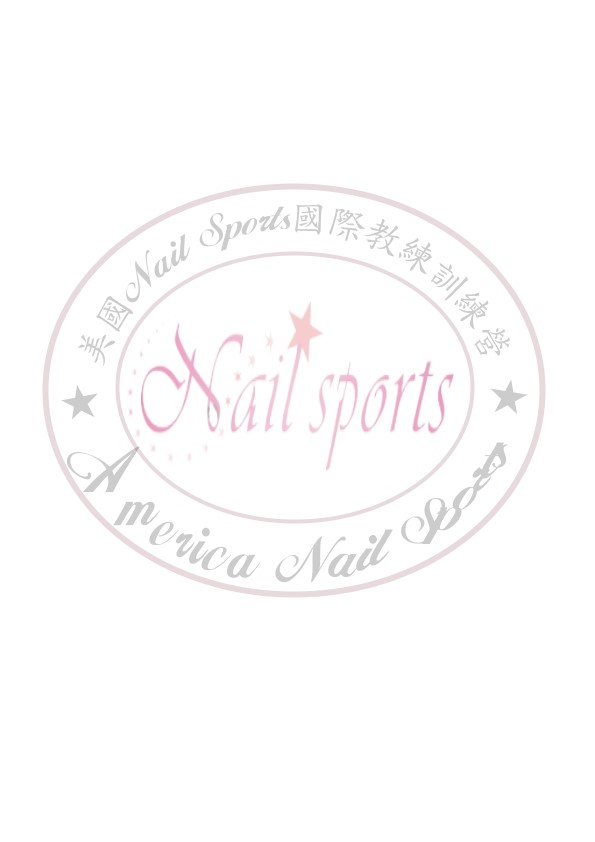 美國Nail Sports國際教練訓練營
Nail sports
America Nail Sports